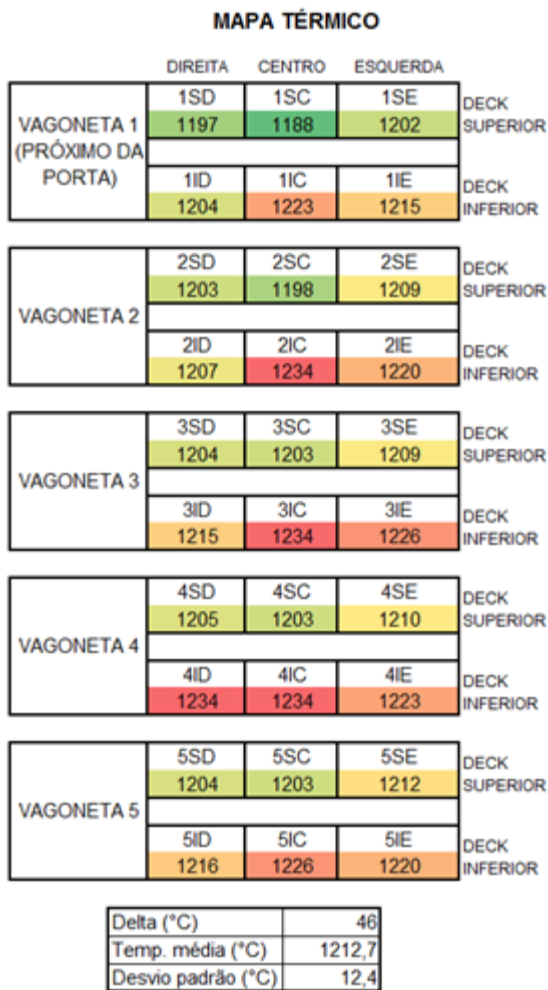 MAPA TÉRMICO
DIREITA CENTRO ESQUERDA
VAGONETA 1
(PRÓXIMO DA
PORTA)
1SD 1SC 1SE
1197 1188 1202
DECK
SUPERIOR
1ID 1IC 1IE
1204 1223 1215
DECK
INFERIOR
VAGONETA 2
2SD 2SC 2SE
1203 1198 1209
DECK
SUPERIOR
2ID 2IC 2IE
1207 1234 1220
DECK
INFERIOR
VAGONETA 3
3SD 3SC 3SE
1204 1203 1209
DECK
SUPERIOR
3ID 3IC 3IE
1215 1234 1226
DECK
INFERIOR
VAGONETA 4
4SD 4SC 4SE
1205 1203 1210
DECK
SUPERIOR
4ID 4IC 4IE
1234 1234 1223
DECK
INFERIOR
VAGONETA 5
5SD 5SC 5SE
1204 1203 1212
DECK
SUPERIOR
5ID 5IC 5IE
1216 1226 1220
DECK
INFERIOR
Delta (°C) 46
Temp. média (°C) 1212,7
Desvio padrão (°C) 12,4